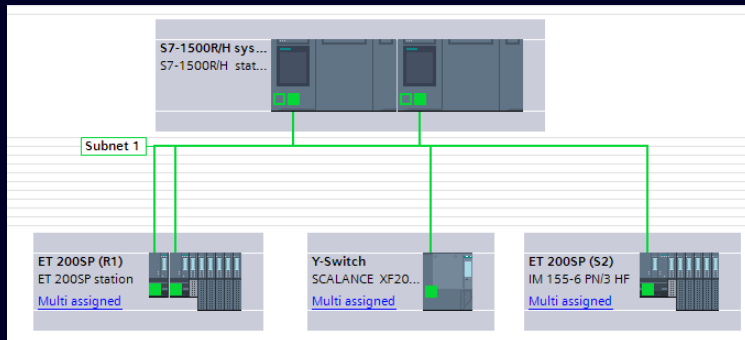 S7-1500R/H sys...
S7-1500R/H stat...
Subnet 1
ET 200SP (R1)
ET 200SP station
Multi assigned
Y-Switch
SCALANCE XF20...
Multi assigned
ET 200SP (S2)
IM 155-6 PN/3 HF
Multi assigned